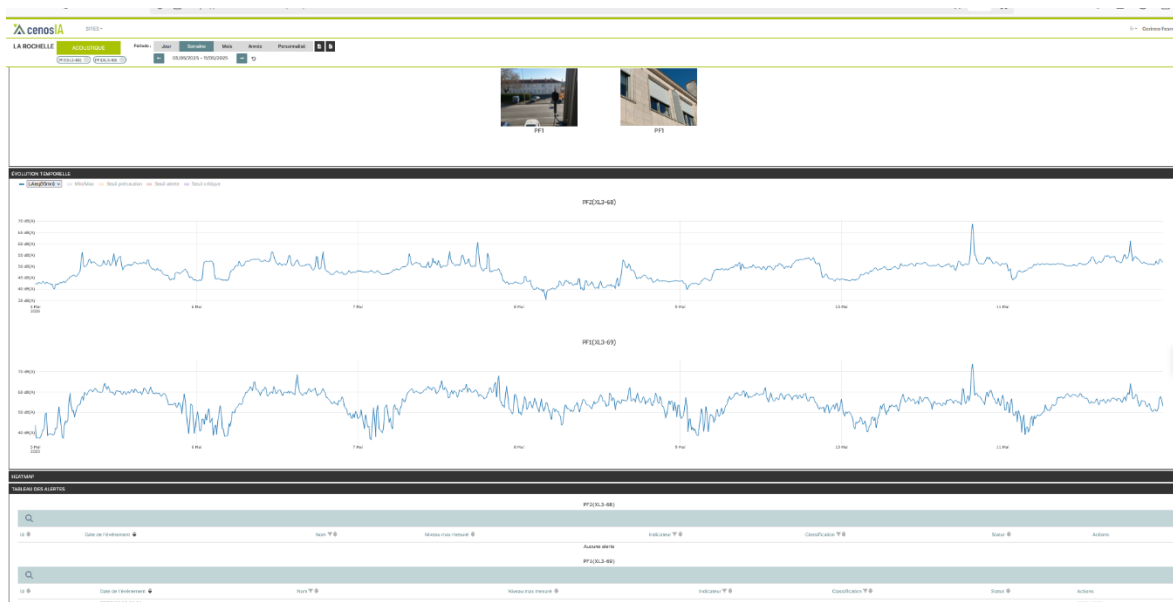 cenosIA
SITES
LA ROCHELLE
ACOUSTIQUE
Période :
Jour
Semaine
Mois
Année
Personnalisé
05/05/2025 - 11/05/2025
PF1
PF1
ÉVOLUTION TEMPORELLE
LAeq(10mn)
Min/Max
Seuil précaution
Seuil alerte
Seuil critique
PF2(XL3-68)
70 dB(A)
65 dB(A)
60 dB(A)
55 dB(A)
50 dB(A)
45 dB(A)
40 dB(A)
35 dB(A)
5 Mai
2025
6 Mai
7 Mai
8 Mai
9 Mai
10 Mai
11 Mai
PF1(XL3-69)
70 dB(A)
60 dB(A)
50 dB(A)
40 dB(A)
5 Mai
2025
6 Mai
7 Mai
8 Mai
9 Mai
10 Mai
11 Mai
HEATMAP
TABLEAU DES ALERTES
PF2(XL3-68)
Id
Date de l'événement
Nom
Niveau max mesuré
Indicateur
Classification
Status
Actions
Aucune alerte
PF1(XL3-69)
Id
Date de l'événement
Nom
Niveau max mesuré
Indicateur
Classification
Status
Actions